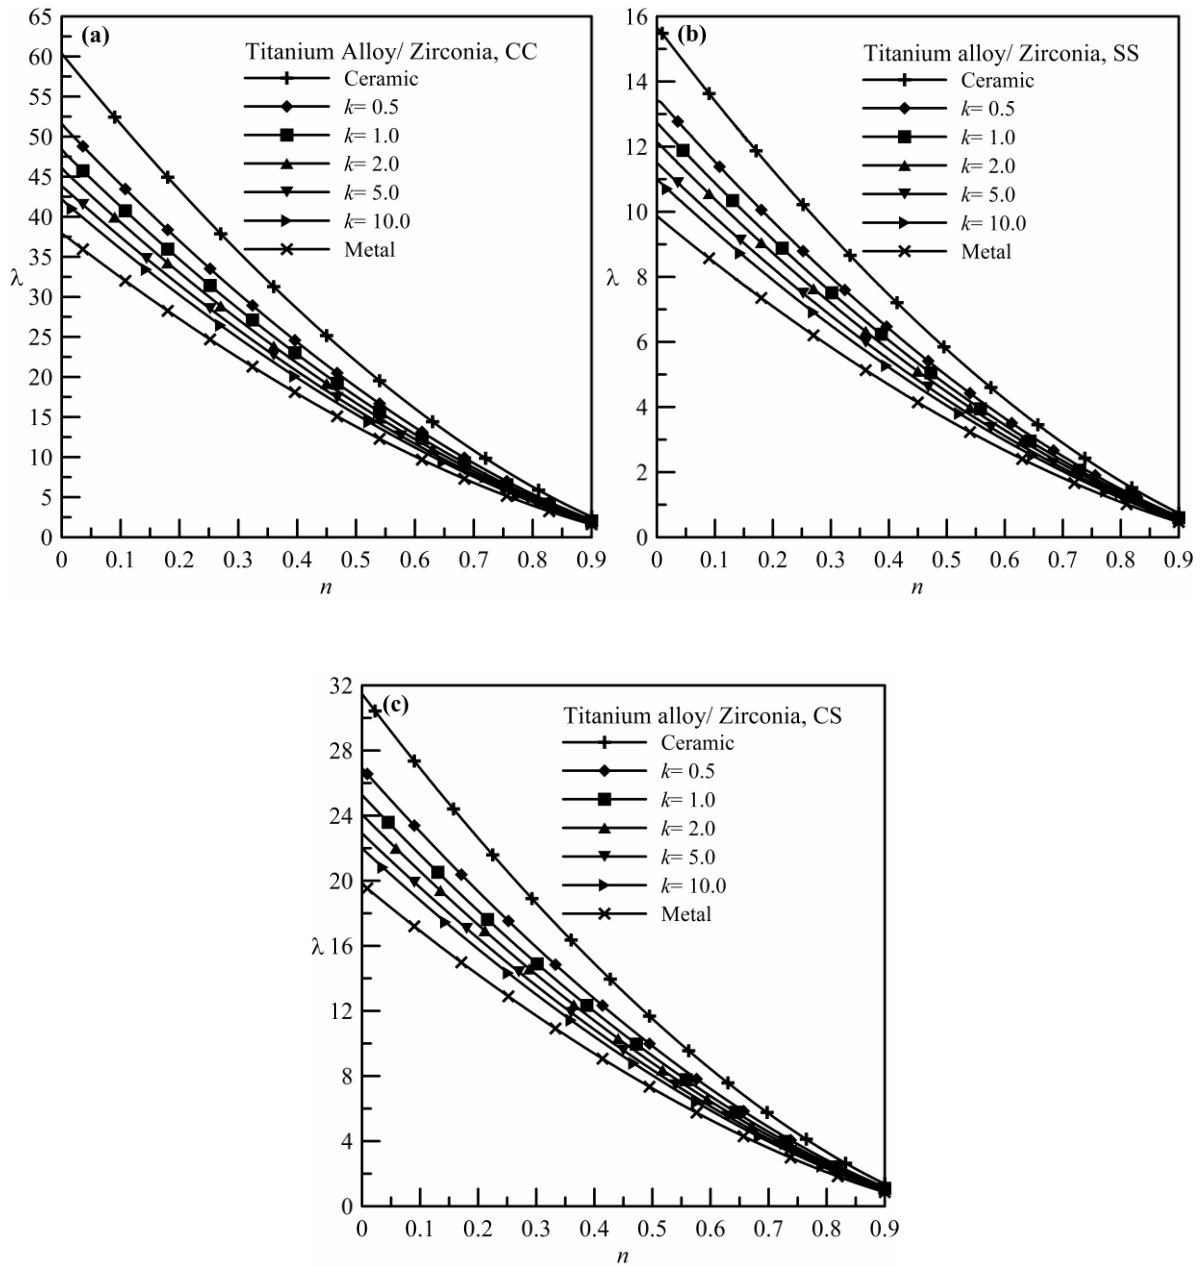 (a)
Titanium Alloy/ Zirconia, CC
Ceramic
k= 0.5
k= 1.0
k= 2.0
k= 5.0
k= 10.0
Metal
65
60
55
50
45
40
35
30
25
20
15
10
5
0
λ
0 0.1 0.2 0.3 0.4 0.5 0.6 0.7 0.8 0.9
n
(b)
Titanium alloy/ Zirconia, SS
Ceramic
k= 0.5
k= 1.0
k= 2.0
k= 5.0
k= 10.0
Metal
16
14
12
10
8
6
4
2
0
λ
0 0.1 0.2 0.3 0.4 0.5 0.6 0.7 0.8 0.9
n
(c)
Titanium alloy/ Zirconia, CS
Ceramic
k= 0.5
k= 1.0
k= 2.0
k= 5.0
k= 10.0
Metal
32
28
24
20
16
12
8
4
0
λ
0 0.1 0.2 0.3 0.4 0.5 0.6 0.7 0.8 0.9
n